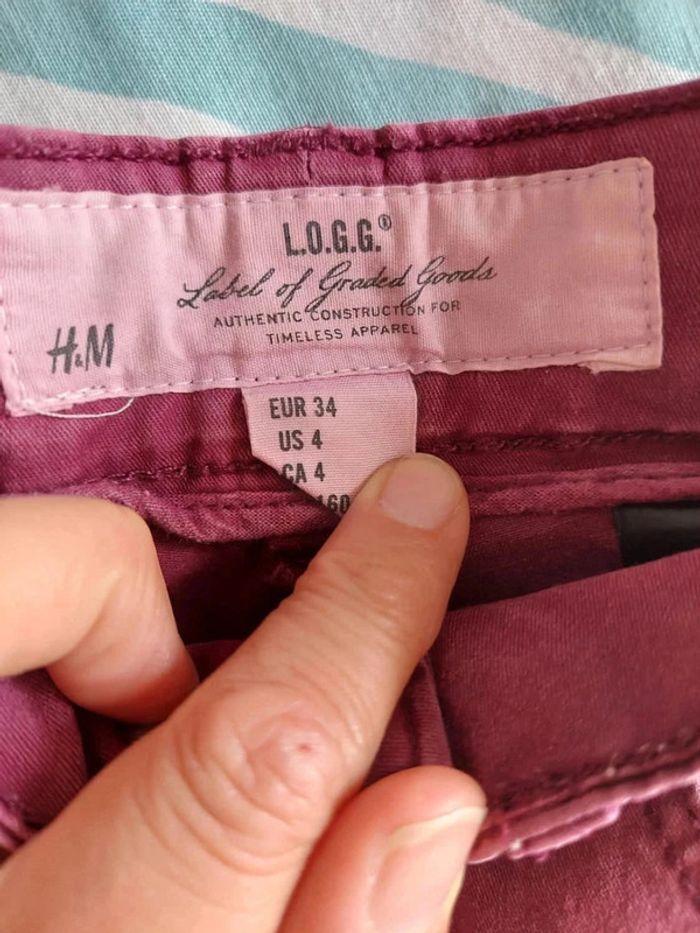 L.O.G.G.®
Label of Graded Goods
AUTHENTIC CONSTRUCTION FOR
TIMELESS APPAREL
H&M
EUR 34
US 4
CA 4